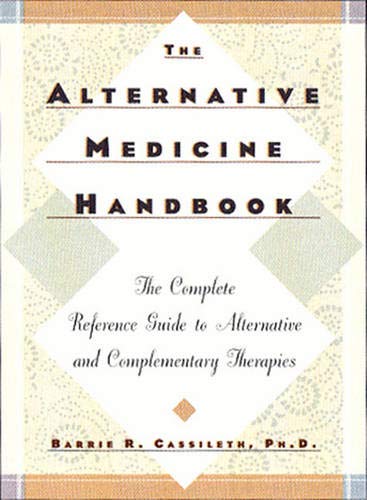 THE
ALTERNATIVE
MEDICINE
HANDBOOK
The Complete
Reference Guide to Alternative
and Complementary Therapies
BARRIE R. CASSILETH, PH.D.